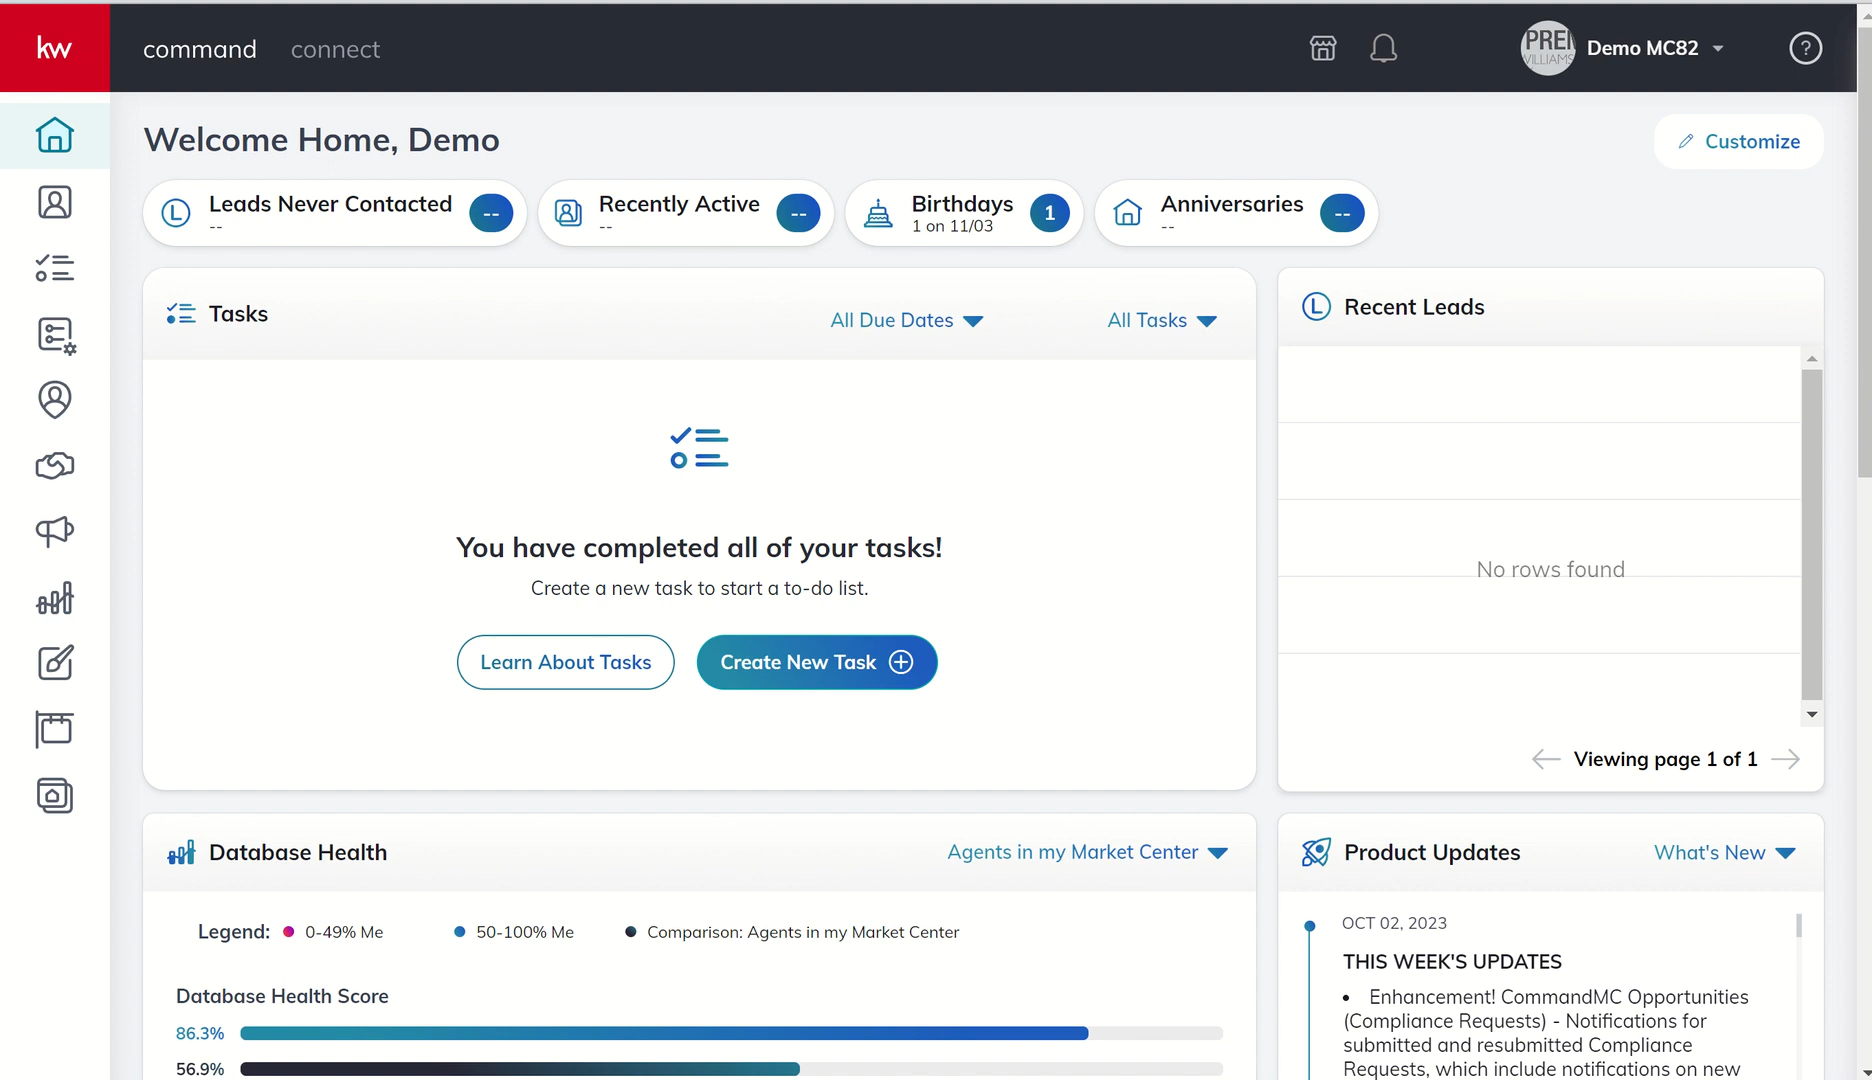 kw
command connect
PREM
WILLIAMS
Demo MC82
?
Welcome Home, Demo
Customize
Leads Never Contacted
--
--
Recently Active
--
--
Birthdays
1 on 11/03
1
Anniversaries
--
--
Tasks
All Due Dates
All Tasks
You have completed all of your tasks!
Create a new task to start a to-do list.
Learn About Tasks
Create New Task
Recent Leads
No rows found
Viewing page 1 of 1
Database Health
Agents in my Market Center
Legend: 0-49% Me 50-100% Me Comparison: Agents in my Market Center
Database Health Score
86.3%
56.9%
Product Updates
What's New
OCT 02, 2023
THIS WEEK'S UPDATES
• Enhancement! CommandMC Opportunities
(Compliance Requests) - Notifications for
submitted and resubmitted Compliance
Requests, which include notifications on new